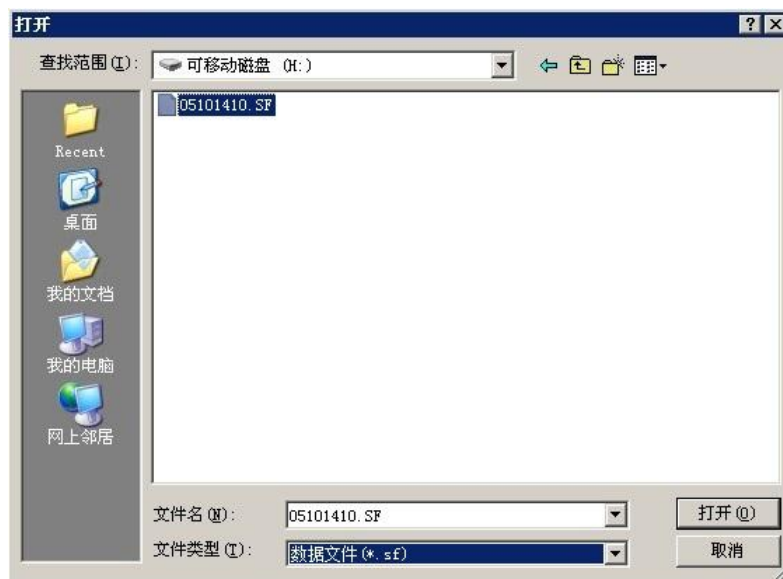 打开
查找范围(I): 可移动磁盘 (H:)
05101410.SF
Recent
桌面
我的文档
我的电脑
网上邻居
文件名(N): 05101410.SF 打开(O)
文件类型(T): 数据文件(*.sf) 取消